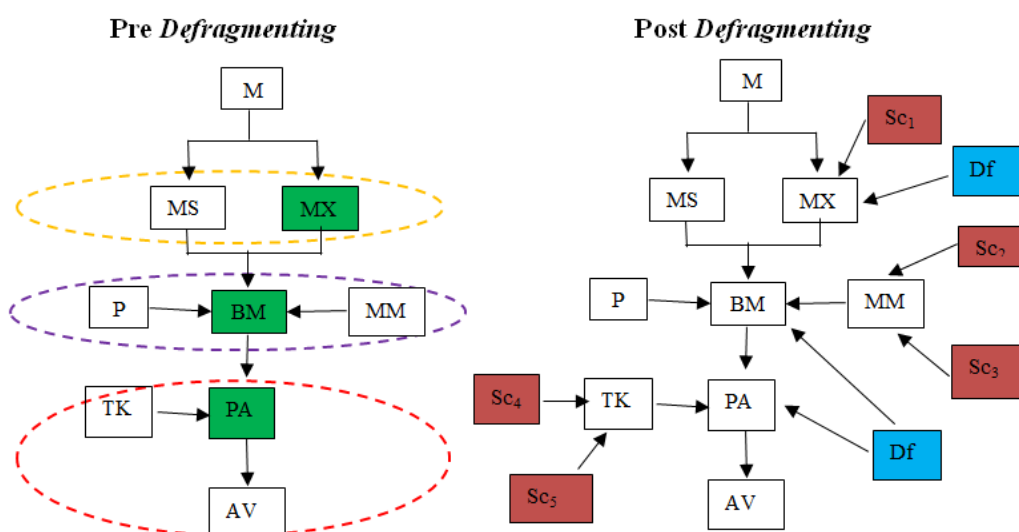 Pre Defragmenting
M
MS MX
P BM MM
TK PA
AV
Post Defragmenting
M
Sc₁
Df
MS MX
Sc₂
P BM MM
Sc₃
Sc₄ TK PA
Df
Sc₅
AV